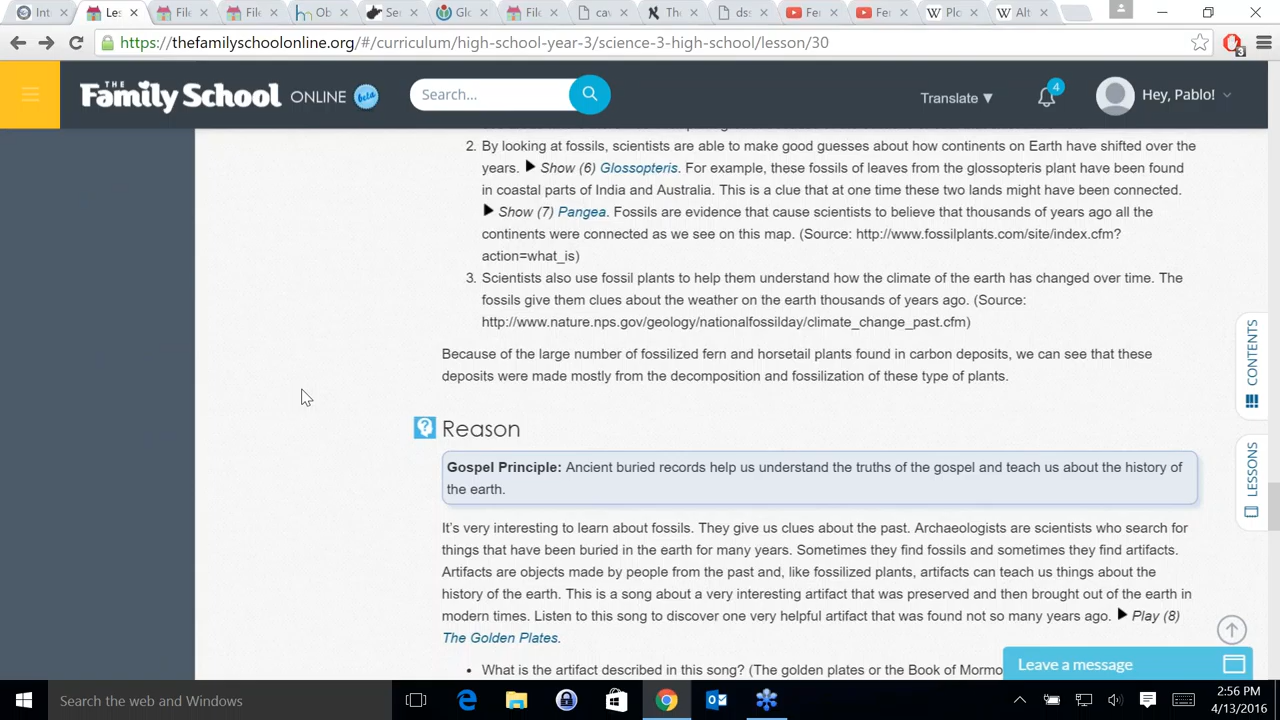 Int
Les
File
File
Ob
Ser
Glo
File
cav
Tho
dss
Fer
Fer
Plo
Alt
https://thefamilyschoolonline.org/#/curriculum/high-school-year-3/science-3-high-school/lesson/30
3
THE Family School ONLINE beta
Search...
Translate ▼
4
Hey, Pablo!
2. By looking at fossils, scientists are able to make good guesses about how continents on Earth have shifted over the
years. ▶ Show (6) Glossopteris. For example, these fossils of leaves from the glossopteris plant have been found
in coastal parts of India and Australia. This is a clue that at one time these two lands might have been connected.
▶ Show (7) Pangea. Fossils are evidence that cause scientists to believe that thousands of years ago all the
continents were connected as we see on this map. (Source: http://www.fossilplants.com/site/index.cfm?
action=what_is)
3. Scientists also use fossil plants to help them understand how the climate of the earth has changed over time. The
fossils give them clues about the weather on the earth thousands of years ago. (Source:
http://www.nature.nps.gov/geology/nationalfossilday/climate_change_past.cfm)
Because of the large number of fossilized fern and horsetail plants found in carbon deposits, we can see that these
deposits were made mostly from the decomposition and fossilization of these type of plants.
Reason
Gospel Principle: Ancient buried records help us understand the truths of the gospel and teach us about the history of
the earth.
It's very interesting to learn about fossils. They give us clues about the past. Archaeologists are scientists who search for
things that have been buried in the earth for many years. Sometimes they find fossils and sometimes they find artifacts.
Artifacts are objects made by people from the past and, like fossilized plants, artifacts can teach us things about the
history of the earth. This is a song about a very interesting artifact that was preserved and then brought out of the earth in
modern times. Listen to this song to discover one very helpful artifact that was found not so many years ago. ▶ Play (8)
The Golden Plates.
• What is the artifact described in this song? (The golden plates or the Book of Mormo
CONTENTS
LESSONS
Leave a message
Search the web and Windows
2:56 PM
4/13/2016